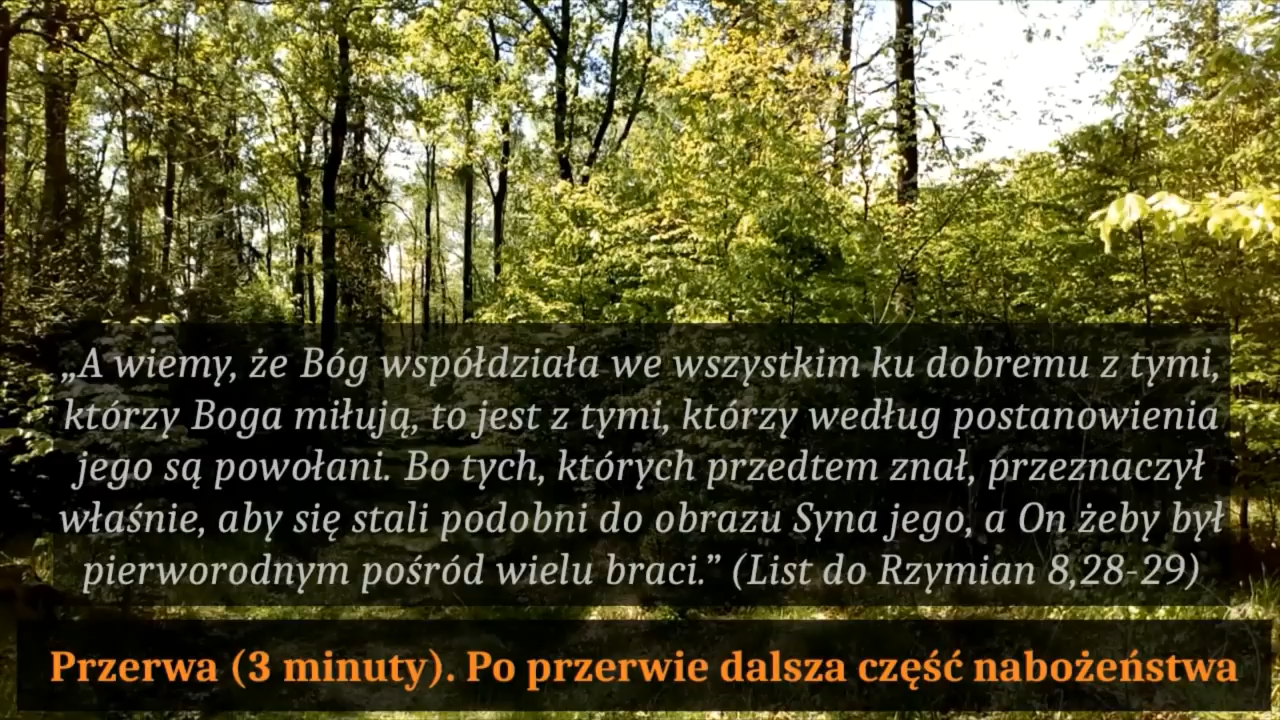 „A wiemy, że Bóg współdziała we wszystkim ku dobremu z tymi,
którzy Boga miłują, to jest z tymi, którzy według postanowienia
jego są powołani. Bo tych, których przedtem znał, przeznaczył
właśnie, aby się stali podobni do obrazu Syna jego, a On żeby był
pierworodnym pośród wielu braci.” (List do Rzymian 8,28-29)
Przerwa (3 minuty). Po przerwie dalsza część nabożeństwa